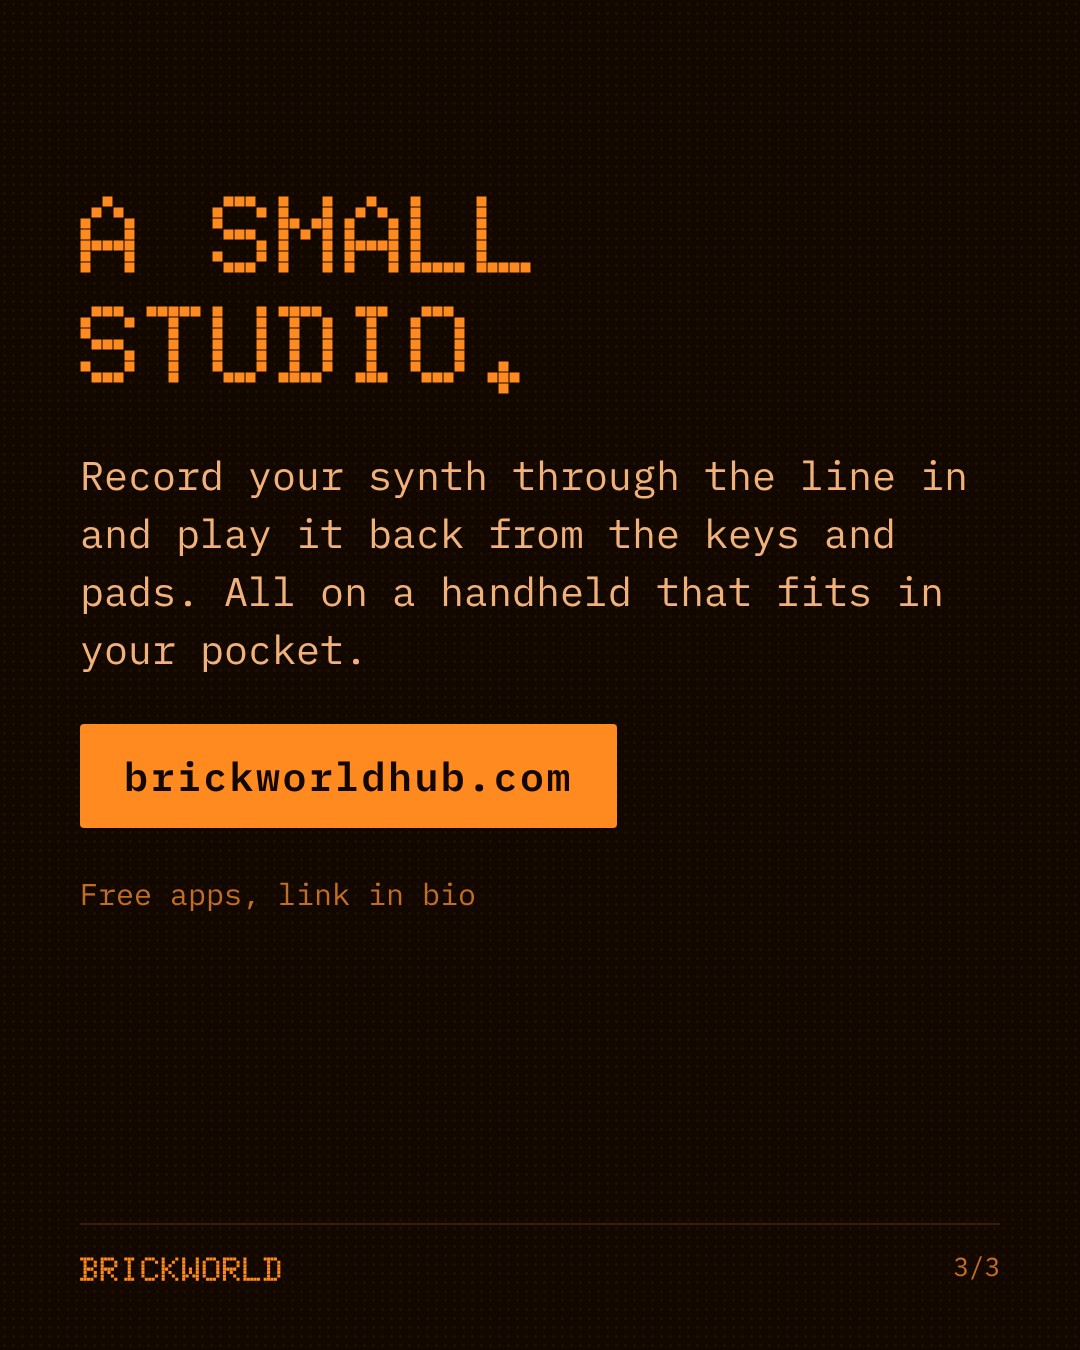 A SMALL
STUDIO.
Record your synth through the line in
and play it back from the keys and
pads. All on a handheld that fits in
your pocket.
brickworldhub.com
Free apps, link in bio
BRICKWORLD
3/3